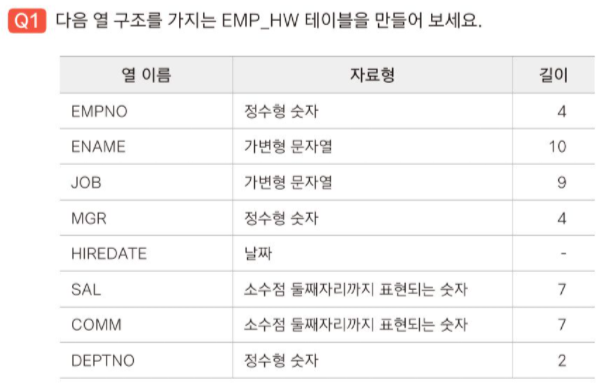 Q1 다음 열 구조를 가지는 EMP_HW 테이블을 만들어 보세요.
열 이름 자료형 길이
EMPNO 정수형 숫자 4
ENAME 가변형 문자열 10
JOB 가변형 문자열 9
MGR 정수형 숫자 4
HIREDATE 날짜 -
SAL 소수점 둘째자리까지 표현되는 숫자 7
COMM 소수점 둘째자리까지 표현되는 숫자 7
DEPTNO 정수형 숫자 2